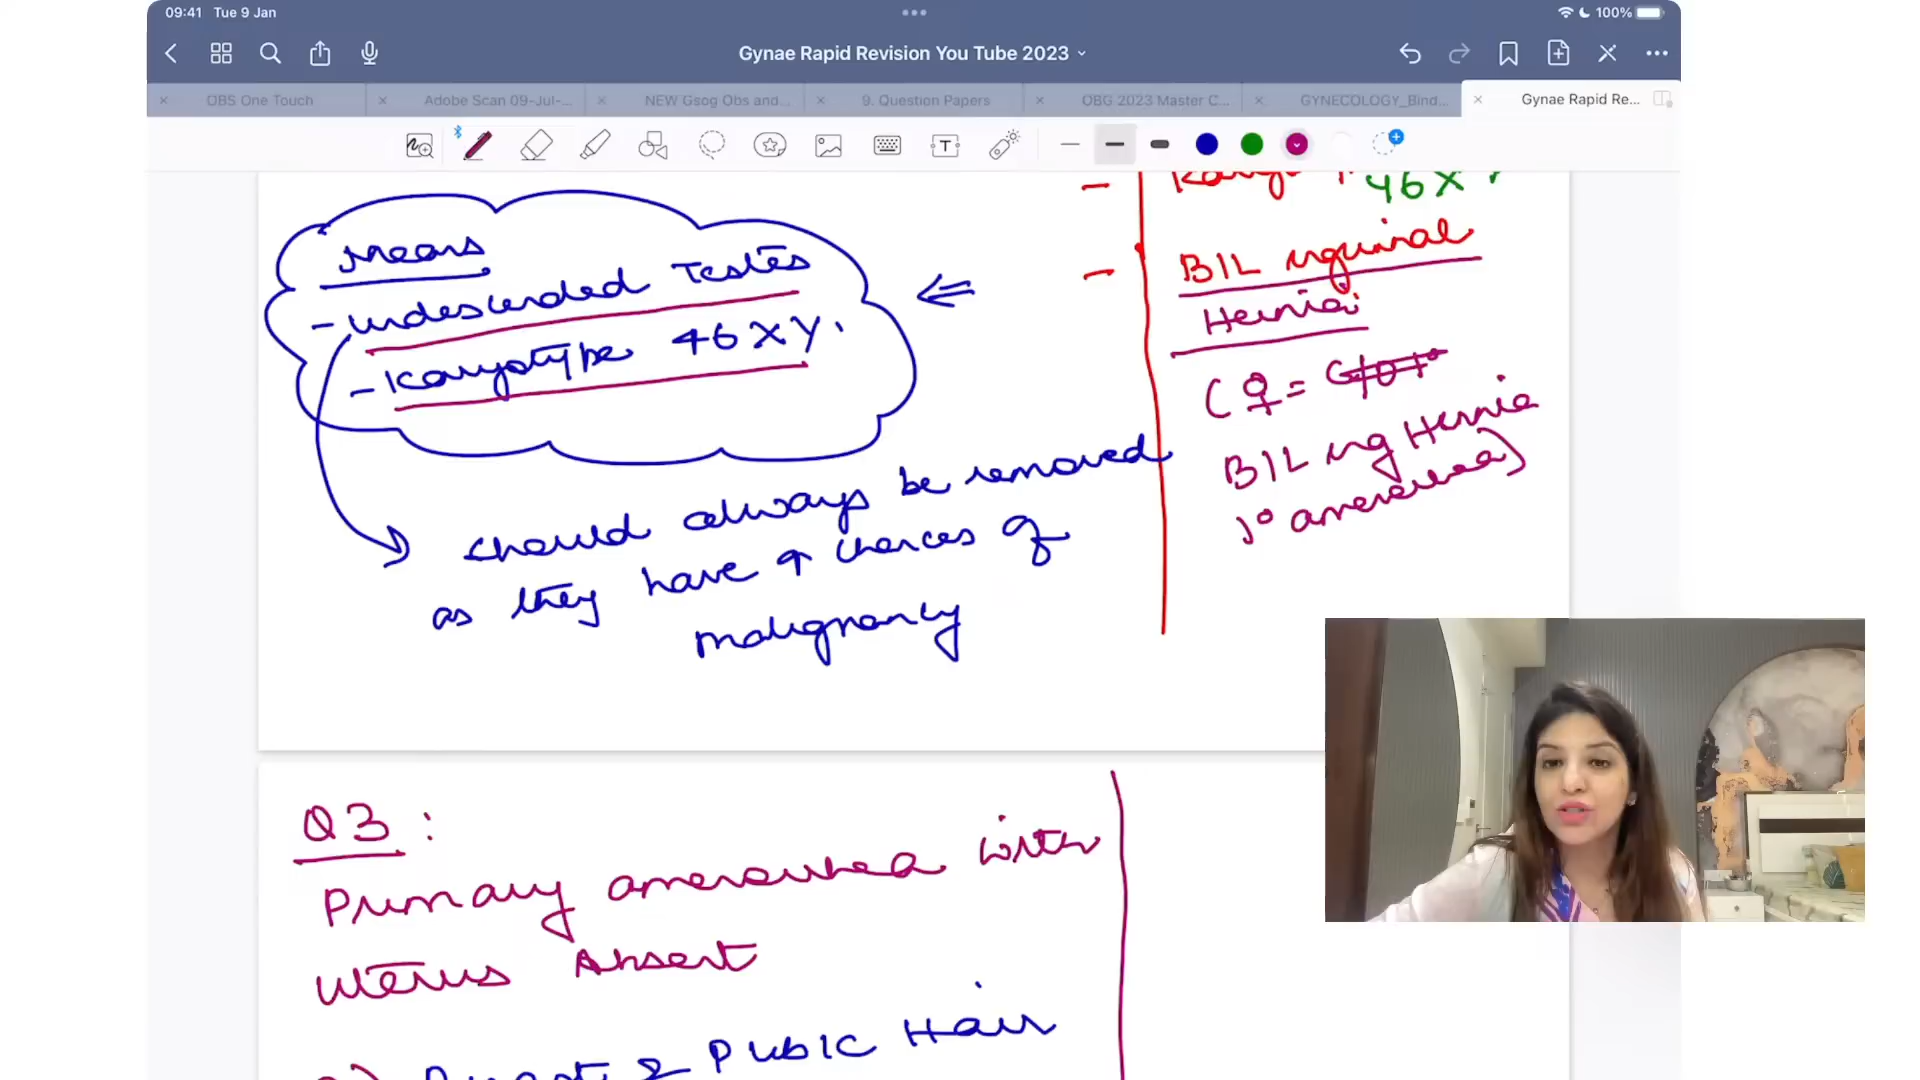 09:41 Tue 9 Jan
100%
Gynae Rapid Revision You Tube 2023
OBS One Touch
Adobe Scan 09-Jul-...
NEW Gsog Obs and...
9. Question Papers
OBG 2023 Master C...
GYNECOLOGY_Bind...
Gynae Rapid Re...
Means
- undescended Testes
- Karyotype 46XY.
should always be removed
as they have ↑ chances of
malignancy
46 X
- B/L inguinal
Hernia
(♀ =
B/L ing Hernia
1° amenorrhea)
Q3 :
Primary amenorrhea with
uterus Absent
a) Breast & Pubic Hair